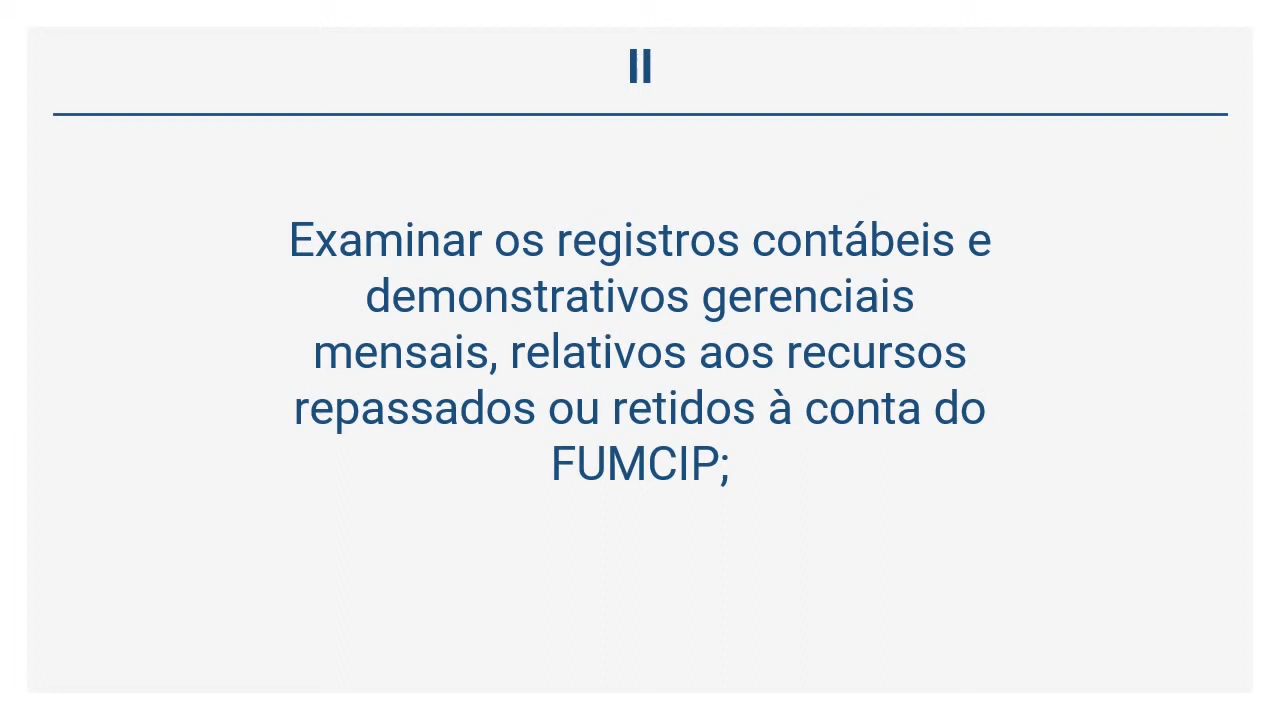 II
Examinar os registros contábeis e
demonstrativos gerenciais
mensais, relativos aos recursos
repassados ou retidos à conta do
FUMCIP;